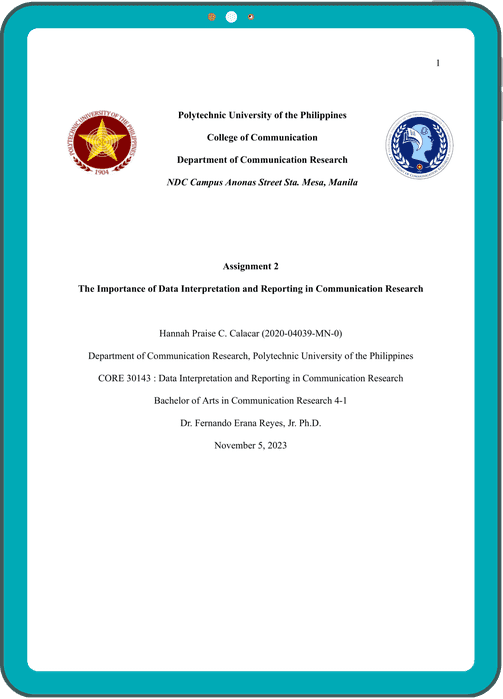 1
POLYTECHNIC UNIVERSITY OF THE PHILIPPINES
1904
Polytechnic University of the Philippines
College of Communication
Department of Communication Research
NDC Campus Anonas Street Sta. Mesa, Manila
Assignment 2
The Importance of Data Interpretation and Reporting in Communication Research
Hannah Praise C. Calacar (2020-04039-MN-0)
Department of Communication Research, Polytechnic University of the Philippines
CORE 30143 : Data Interpretation and Reporting in Communication Research
Bachelor of Arts in Communication Research 4-1
Dr. Fernando Erana Reyes, Jr. Ph.D.
November 5, 2023